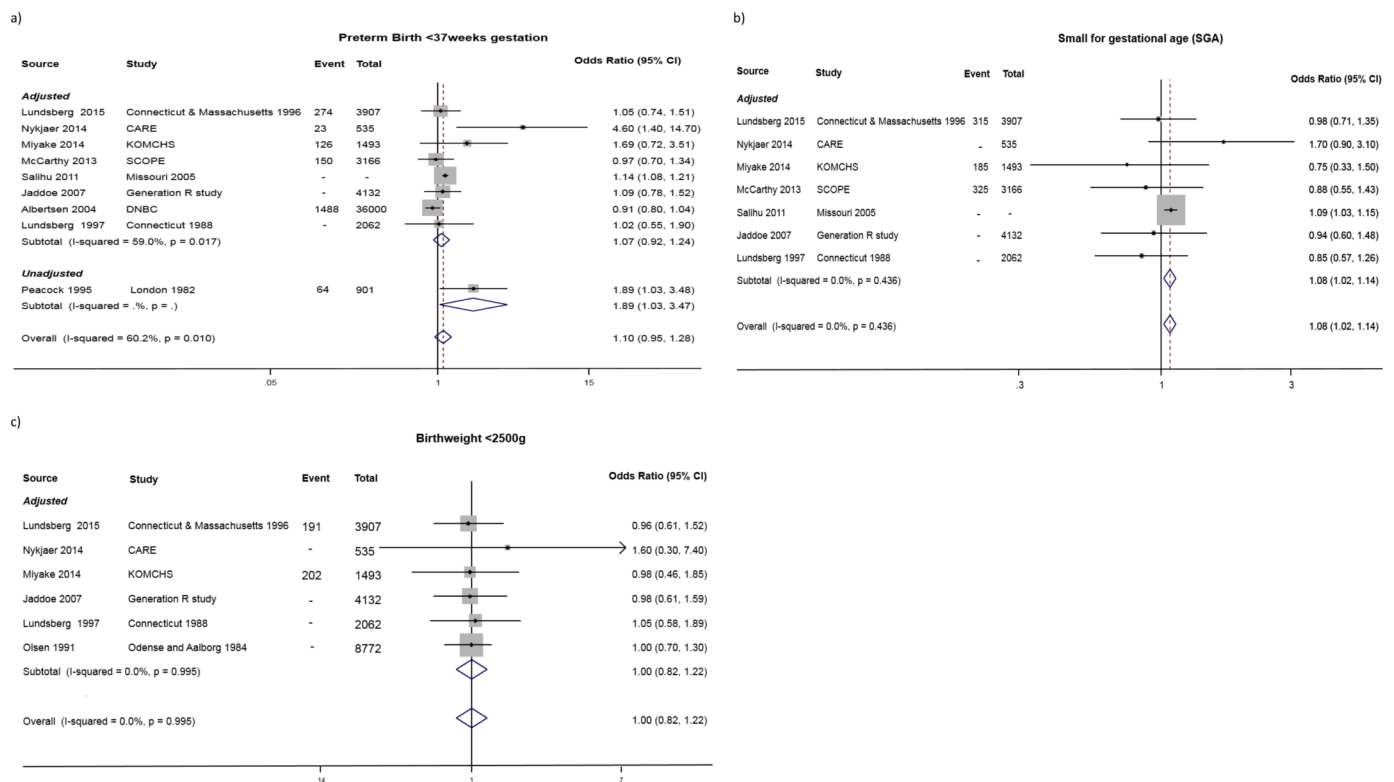 a)
Preterm Birth <37weeks gestation
Source Study Event Total Odds Ratio (95% CI)
Adjusted
Lundsberg 2015 Connecticut & Massachusetts 1996 274 3907 1.05 (0.74, 1.51)
Nykjaer 2014 CARE 23 535 4.60 (1.40, 14.70)
Miyake 2014 KOMCHS 126 1493 1.69 (0.72, 3.51)
McCarthy 2013 SCOPE 150 3166 0.97 (0.70, 1.34)
Salihu 2011 Missouri 2005 - - 1.14 (1.08, 1.21)
Jaddoe 2007 Generation R study - 4132 1.09 (0.78, 1.52)
Albertsen 2004 DNBC 1488 36000 0.91 (0.80, 1.04)
Lundsberg 1997 Connecticut 1988 - 2062 1.02 (0.55, 1.90)
Subtotal (I-squared = 59.0%, p = 0.017) 1.07 (0.92, 1.24)
Unadjusted
Peacock 1995 London 1982 64 901 1.89 (1.03, 3.48)
Subtotal (I-squared = .%, p = .) 1.89 (1.03, 3.47)
Overall (I-squared = 60.2%, p = 0.010) 1.10 (0.95, 1.28)
.05 1 15
b)
Small for gestational age (SGA)
Source Study Event Total Odds Ratio (95% CI)
Adjusted
Lundsberg 2015 Connecticut & Massachusetts 1996 315 3907 0.98 (0.71, 1.35)
Nykjaer 2014 CARE - 535 1.70 (0.90, 3.10)
Miyake 2014 KOMCHS 185 1493 0.75 (0.33, 1.50)
McCarthy 2013 SCOPE 325 3166 0.88 (0.55, 1.43)
Salihu 2011 Missouri 2005 - - 1.09 (1.03, 1.15)
Jaddoe 2007 Generation R study - 4132 0.94 (0.60, 1.48)
Lundsberg 1997 Connecticut 1988 - 2062 0.85 (0.57, 1.26)
Subtotal (I-squared = 0.0%, p = 0.436) 1.08 (1.02, 1.14)
Overall (I-squared = 0.0%, p = 0.436) 1.08 (1.02, 1.14)
.3 1 3
c)
Birthweight <2500g
Source Study Event Total Odds Ratio (95% CI)
Adjusted
Lundsberg 2015 Connecticut & Massachusetts 1996 191 3907 0.96 (0.61, 1.52)
Nykjaer 2014 CARE - 535 1.60 (0.30, 7.40)
Miyake 2014 KOMCHS 202 1493 0.98 (0.46, 1.85)
Jaddoe 2007 Generation R study - 4132 0.98 (0.61, 1.59)
Lundsberg 1997 Connecticut 1988 - 2062 1.05 (0.58, 1.89)
Olsen 1991 Odense and Aalborg 1984 - 8772 1.00 (0.70, 1.30)
Subtotal (I-squared = 0.0%, p = 0.995) 1.00 (0.82, 1.22)
Overall (I-squared = 0.0%, p = 0.995) 1.00 (0.82, 1.22)
.14 1 7